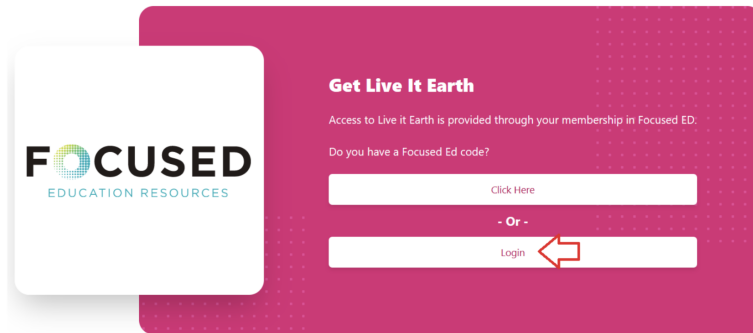 FOCUSED
EDUCATION RESOURCES
Get Live It Earth
Access to Live it Earth is provided through your membership in Focused ED.
Do you have a Focused Ed code?
Click Here
- Or -
Login